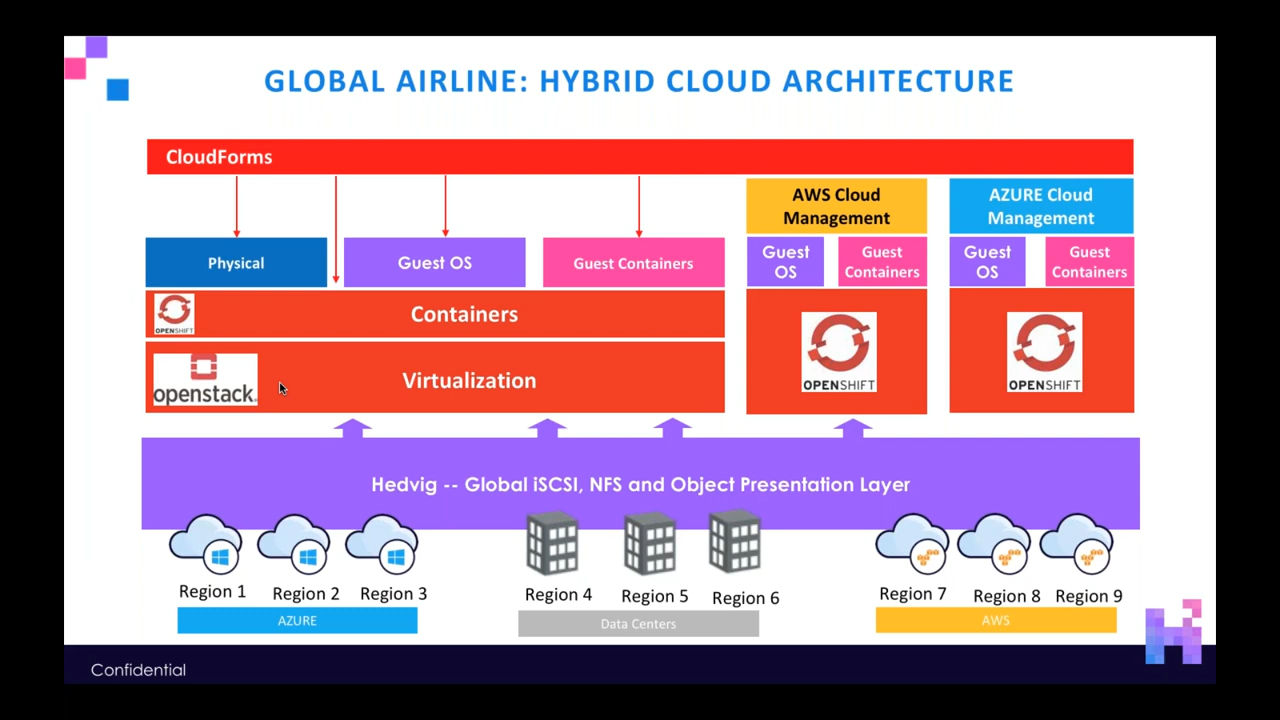 GLOBAL AIRLINE: HYBRID CLOUD ARCHITECTURE
CloudForms
AWS Cloud
Management
AZURE Cloud
Management
Physical
Guest OS
Guest Containers
Guest
OS
Guest
Containers
Guest
OS
Guest
Containers
OPENSHIFT
Containers
openstack.
Virtualization
OPENSHIFT
OPENSHIFT
Hedvig -- Global iSCSI, NFS and Object Presentation Layer
Region 1
Region 2
Region 3
Region 4
Region 5
Region 6
Region 7
Region 8
Region 9
AZURE
Data Centers
AWS
Confidential